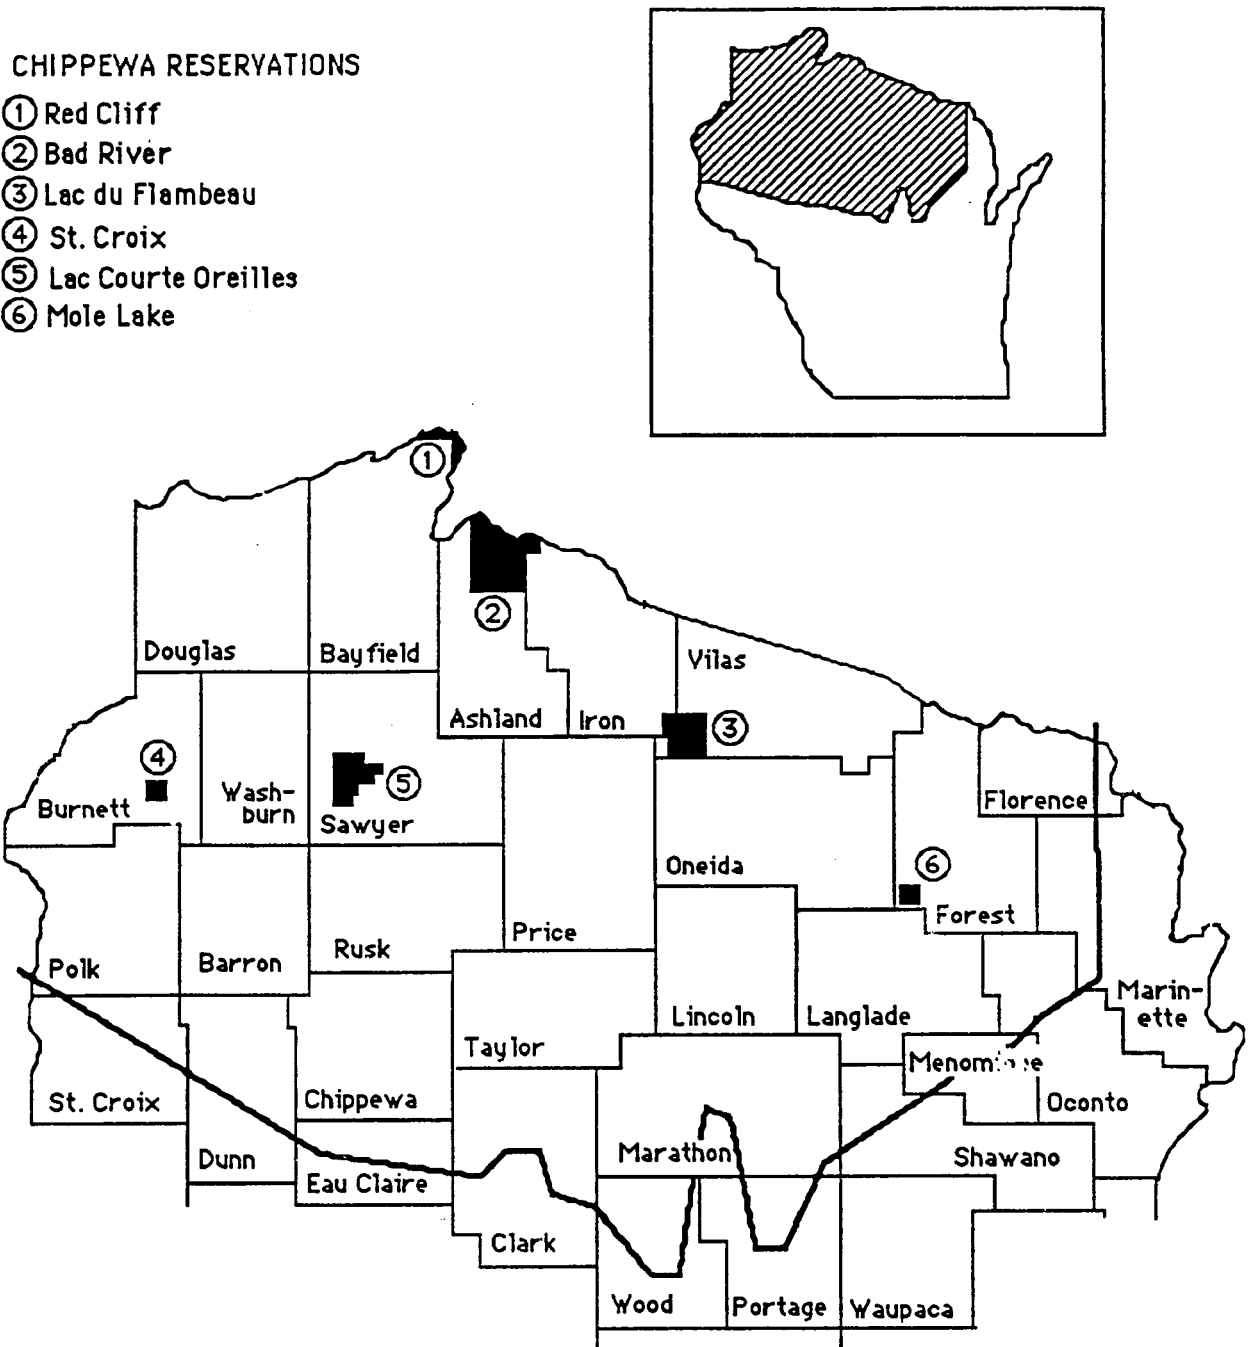 CHIPPEWA RESERVATIONS
1 Red Cliff
2 Bad River
3 Lac du Flambeau
4 St. Croix
5 Lac Courte Oreilles
6 Mole Lake
1
2
Douglas
Bayfield
Vilas
Ashland
Iron
3
4
5
Burnett
Wash-
burn
Sawyer
Florence
Oneida
6
Forest
Price
Rusk
Polk
Barron
Marin-
ette
Lincoln
Langlade
Taylor
St. Croix
Chippewa
Oconto
Dunn
Marathon
Shawano
Eau Claire
Clark
Wood
Portage
Waupaca